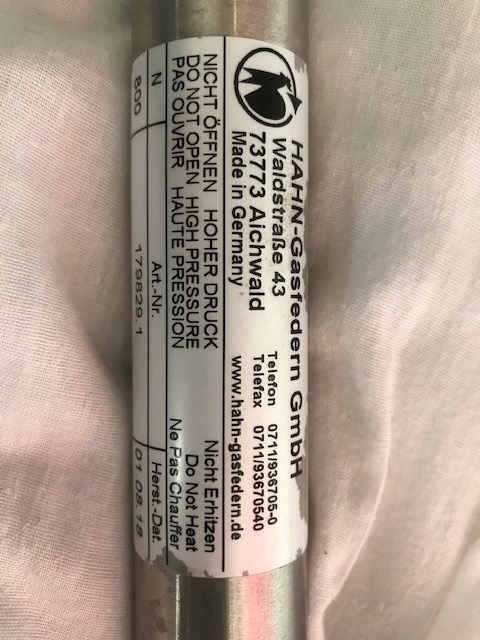 HAHN-Gasfedern GmbH
Waldstraße 43
73773 Aichwald
Made in Germany
Telefon 0711/936705-0
Telefax 0711/93670540
www.hahn-gasfedern.de
NICHT ÖFFNEN HOHER DRUCK
DO NOT OPEN HIGH PRESSURE
PAS OUVRIR HAUTE PRESSION
Nicht Erhitzen
Do Not Heat
Ne Pas Chauffer
N Art.-Nr. Herst.-Dat.
800 179829.1 01.08.18